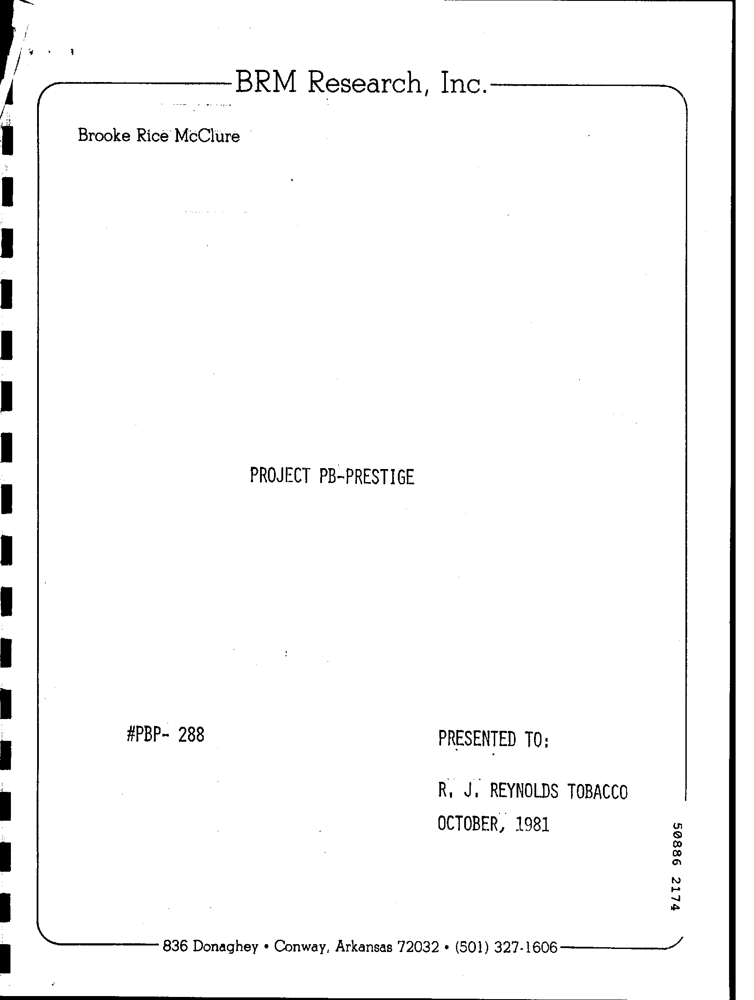 BRM Research, Inc.
Brooke Rice McClure
PROJECT PB-PRESTIGE
#PBP- 288
PRESENTED TO:
R. J. REYNOLDS TOBACCO
OCTOBER, 1981
50886 2174
836 Donaghey • Conway, Arkansas 72032 • (501) 327-1606